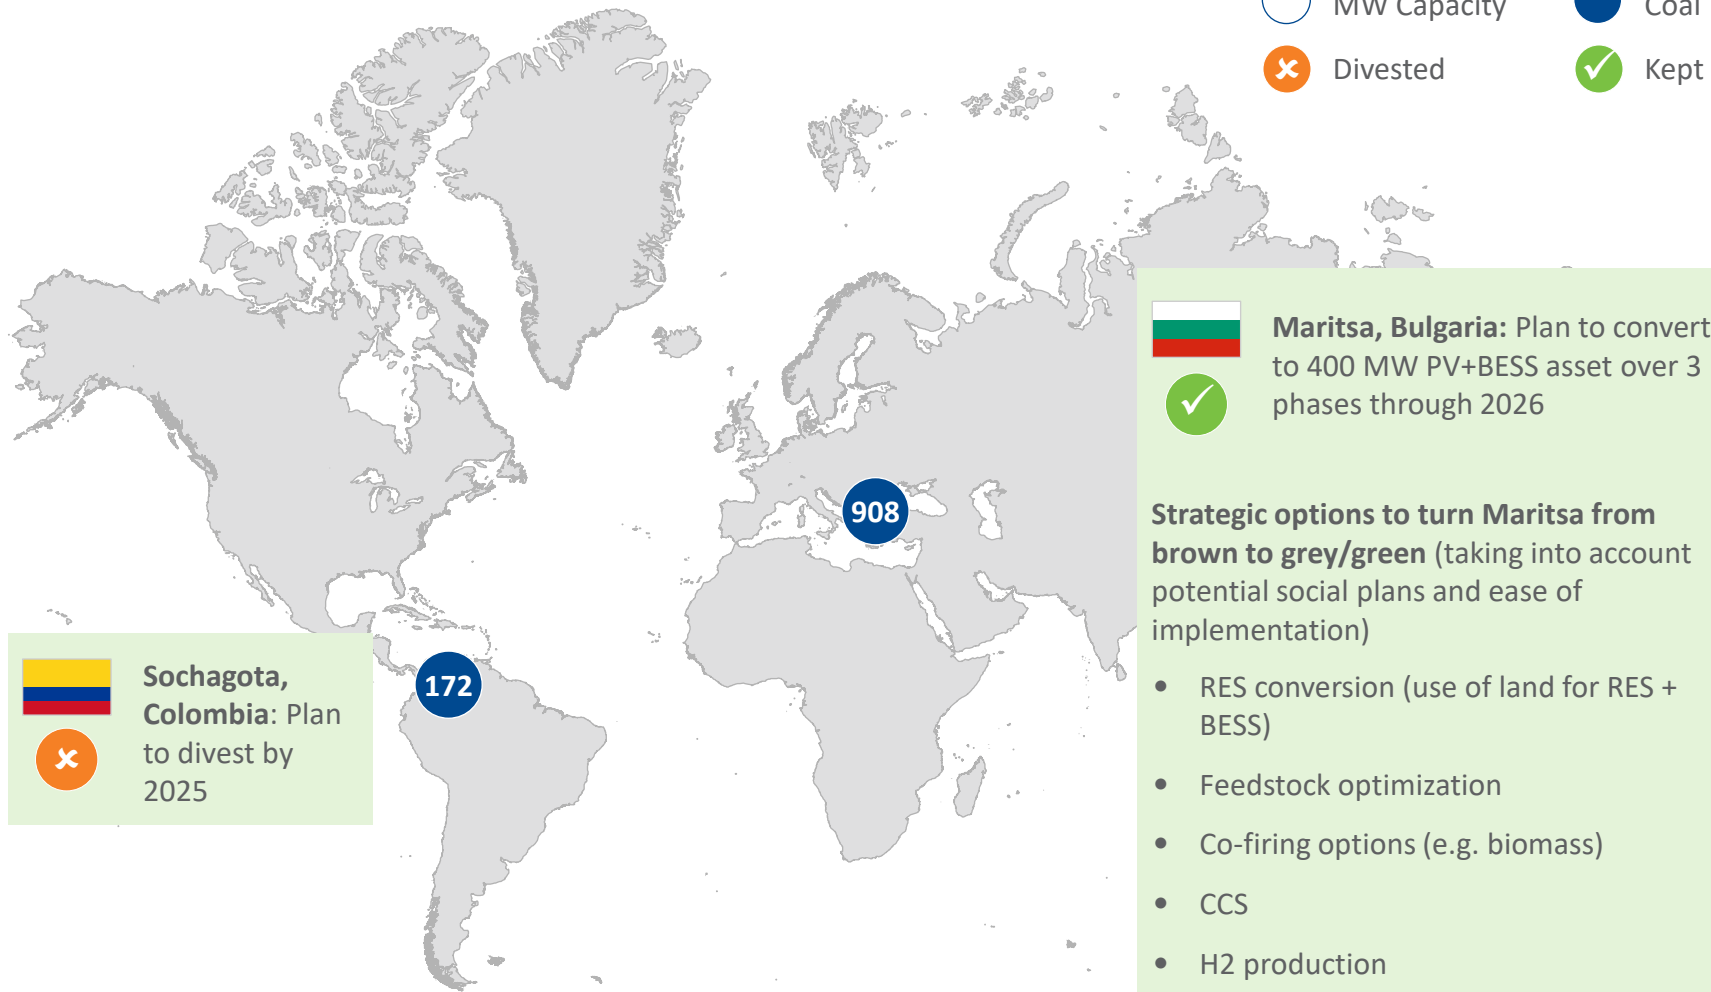 MW Capacity
Coal
Divested
Kept
Maritsa, Bulgaria: Plan to convert
to 400 MW PV+BESS asset over 3
phases through 2026
Strategic options to turn Maritsa from
brown to grey/green (taking into account
potential social plans and ease of
implementation)
• RES conversion (use of land for RES +
BESS)
• Feedstock optimization
• Co-firing options (e.g. biomass)
• CCS
• H2 production
908
172
Sochagota,
Colombia: Plan
to divest by
2025